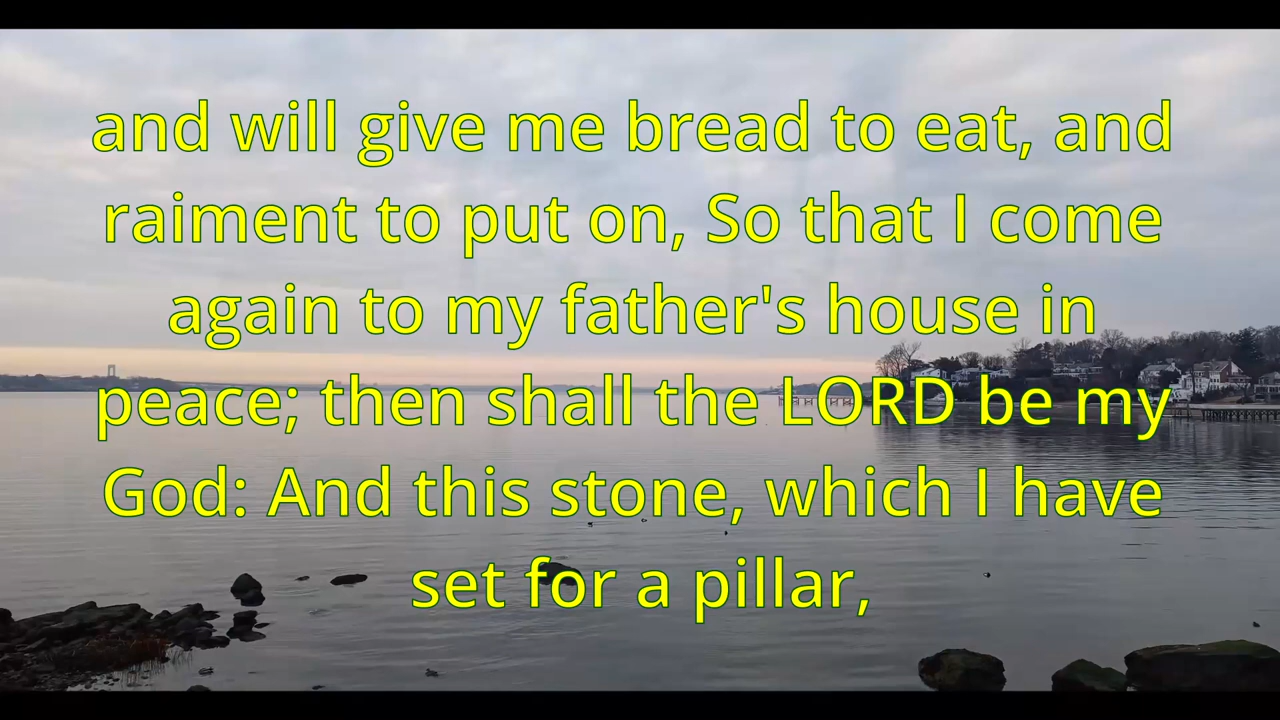 and will give me bread to eat, and
raiment to put on, So that I come
again to my father's house in
peace; then shall the LORD be my
God: And this stone, which I have
set for a pillar,